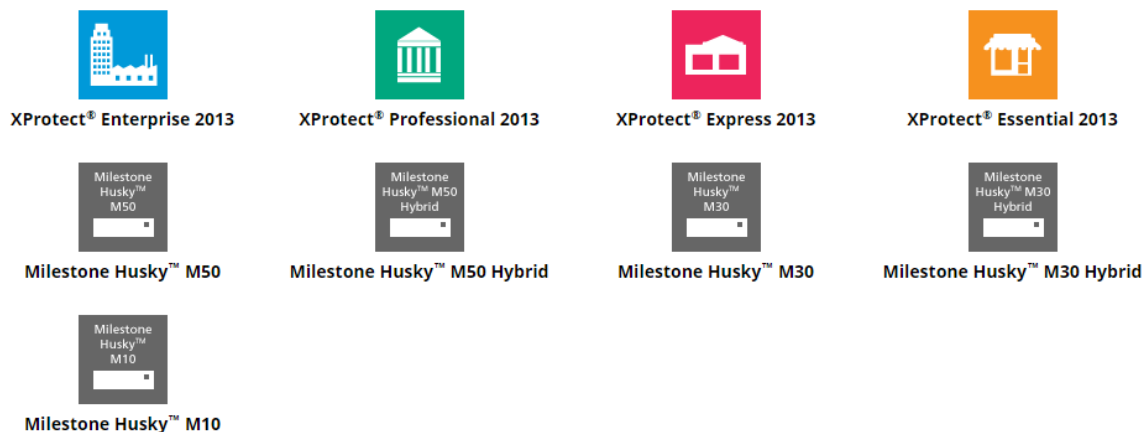 XProtect® Enterprise 2013
XProtect® Professional 2013
XProtect® Express 2013
XProtect® Essential 2013
Milestone
Husky™
M50
Milestone
Husky™ M50
Hybrid
Milestone
Husky™
M30
Milestone
Husky™ M30
Hybrid
Milestone Husky™ M50
Milestone Husky™ M50 Hybrid
Milestone Husky™ M30
Milestone Husky™ M30 Hybrid
Milestone
Husky™
M10
Milestone Husky™ M10